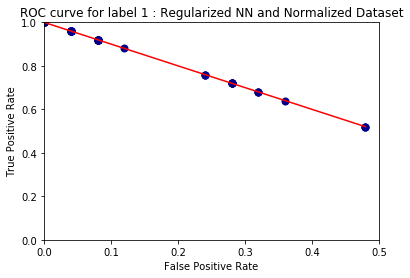 ROC curve for label 1 : Regularized NN and Normalized Dataset
1.0
0.8
0.6
0.4
0.2
0.0
True Positive Rate
0.0 0.1 0.2 0.3 0.4 0.5
False Positive Rate